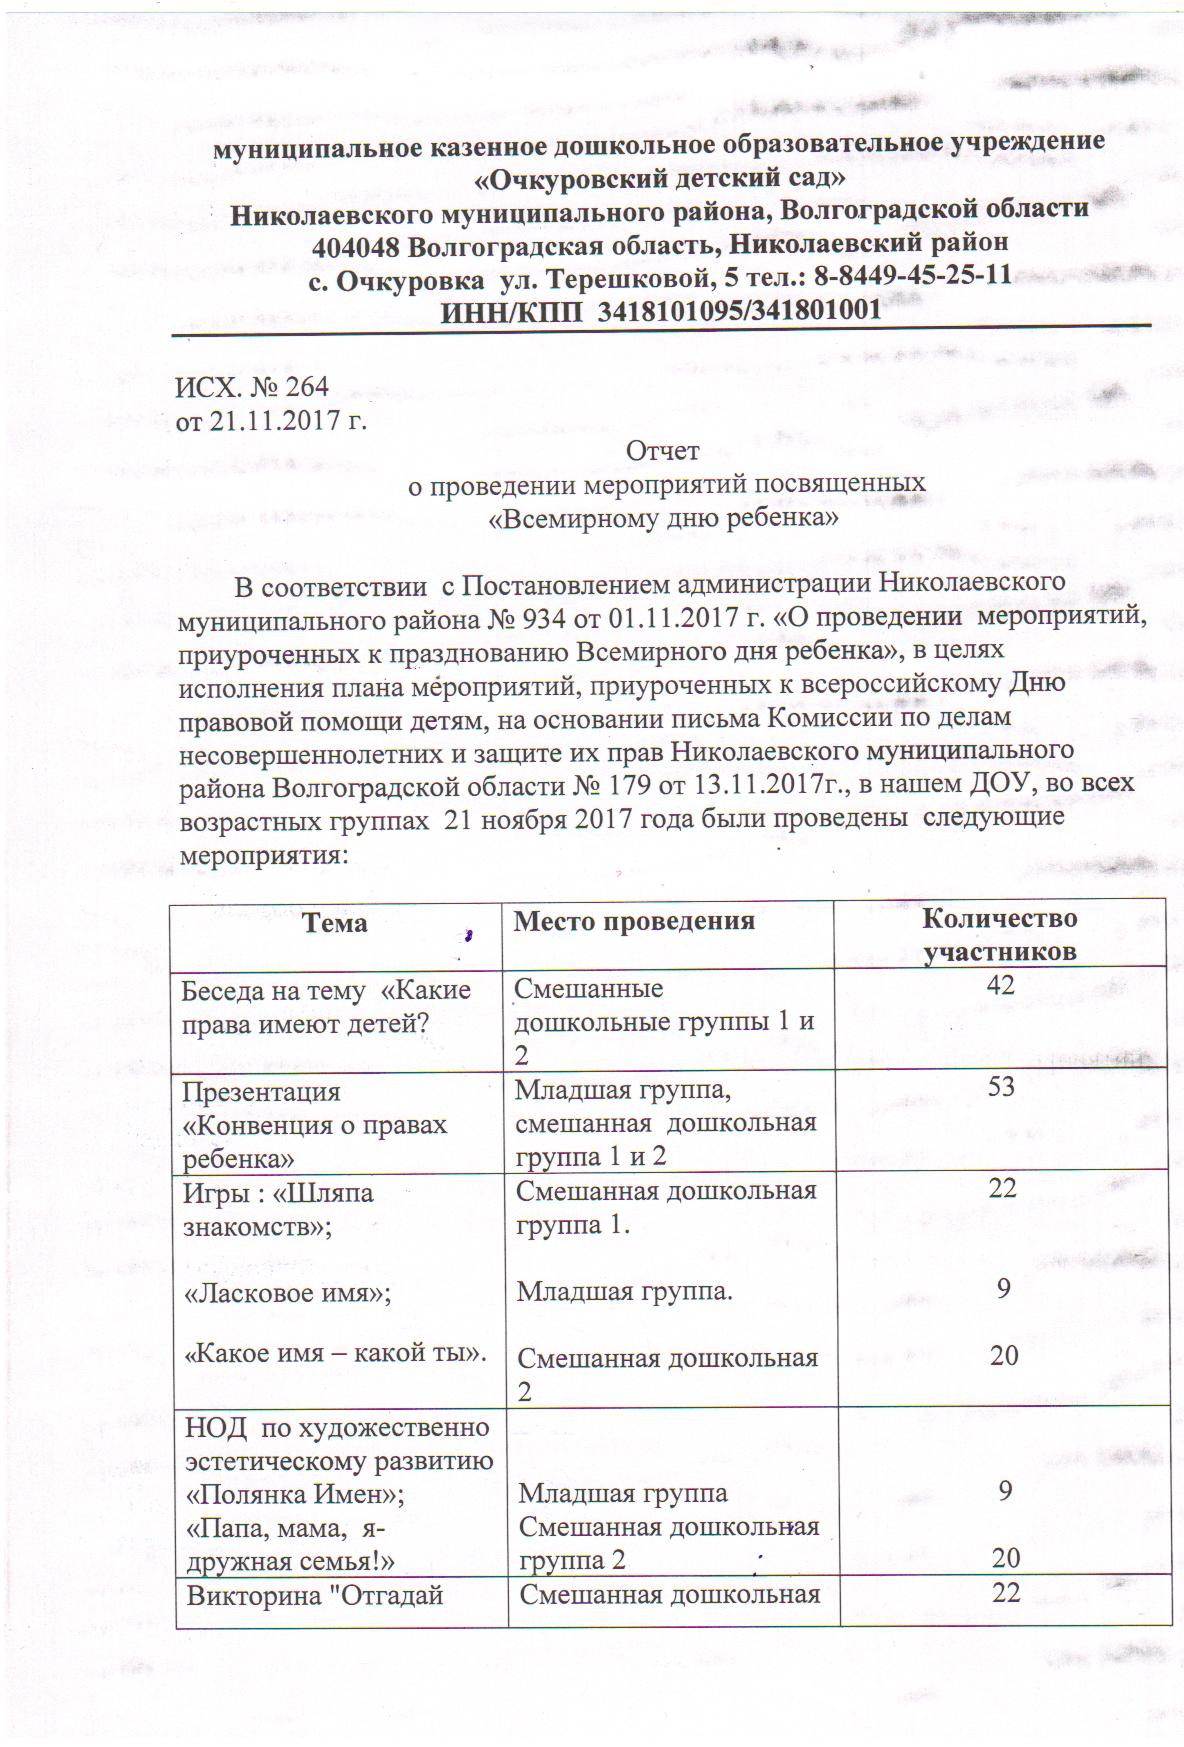 муниципальное казенное дошкольное образовательное учреждение
«Очкуровский детский сад»
Николаевского муниципального района, Волгоградской области
404048 Волгоградская область, Николаевский район
с. Очкуровка ул. Терешковой, 5 тел.: 8-8449-45-25-11
ИНН/КПП 3418101095/341801001
ИСХ. № 264
от 21.11.2017 г.
Отчет
о проведении мероприятий посвященных
«Всемирному дню ребенка»
В соответствии с Постановлением администрации Николаевского
муниципального района № 934 от 01.11.2017 г. «О проведении мероприятий,
приуроченных к празднованию Всемирного дня ребенка», в целях
исполнения плана мероприятий, приуроченных к всероссийскому Дню
правовой помощи детям, на основании письма Комиссии по делам
несовершеннолетних и защите их прав Николаевского муниципального
района Волгоградской области № 179 от 13.11.2017г., в нашем ДОУ, во всех
возрастных группах 21 ноября 2017 года были проведены следующие
мероприятия:
Тема
Место проведения
Количество
участников
Беседа на тему «Какие
права имеют детей?
Смешанные
дошкольные группы 1 и
2
42
Презентация
«Конвенция о правах
ребенка»
Младшая группа,
смешанная дошкольная
группа 1 и 2
53
Игры : «Шляпа
знакомств»;
«Ласковое имя»;
«Какое имя – какой ты».
Смешанная дошкольная
группа 1.
Младшая группа.
Смешанная дошкольная
2
22
9
20
НОД по художественно
эстетическому развитию
«Полянка Имен»;
«Папа, мама, я-
дружная семья!»
Младшая группа
Смешанная дошкольная
группа 2
9
20
Викторина "Отгадай
Смешанная дошкольная
22